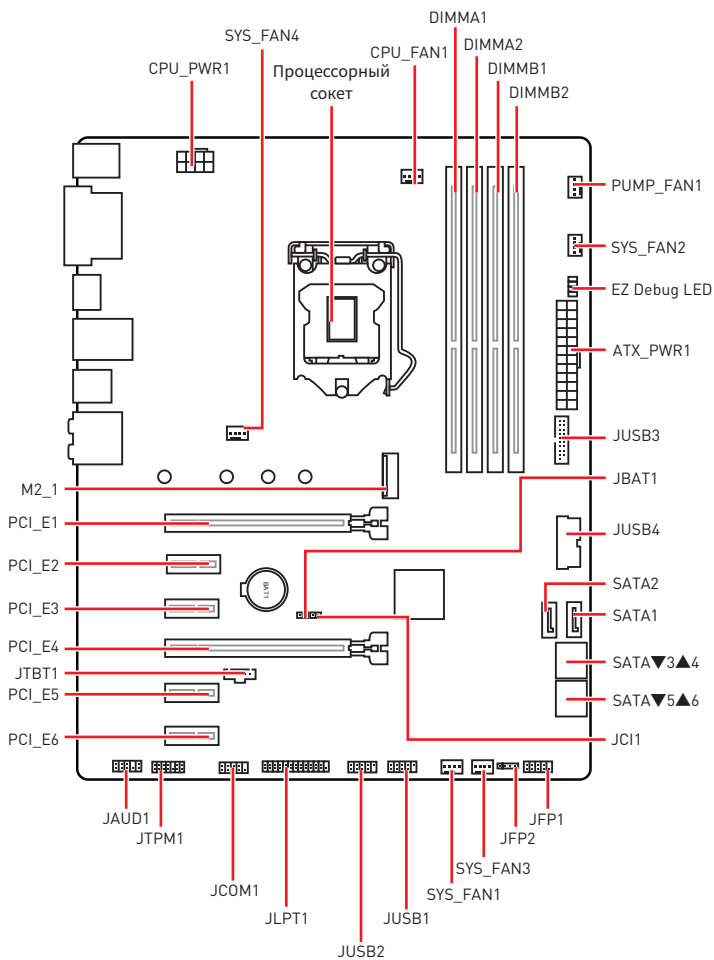 DIMMA1
SYS_FAN4
DIMMA2
CPU_FAN1
CPU_PWR1
Процессорный
сокет
DIMMB1
DIMMB2
PUMP_FAN1
SYS_FAN2
EZ Debug LED
ATX_PWR1
JUSB3
JBAT1
M2_1
PCI_E1
JUSB4
PCI_E2
SATA2
BAT1
PCI_E3
SATA1
PCI_E4
SATA▼3▲4
JTBT1
PCI_E5
SATA▼5▲6
PCI_E6
JCI1
JAUD1
JTPM1
JFP1
JFP2
JCOM1
SYS_FAN3
SYS_FAN1
JLPT1
JUSB1
JUSB2